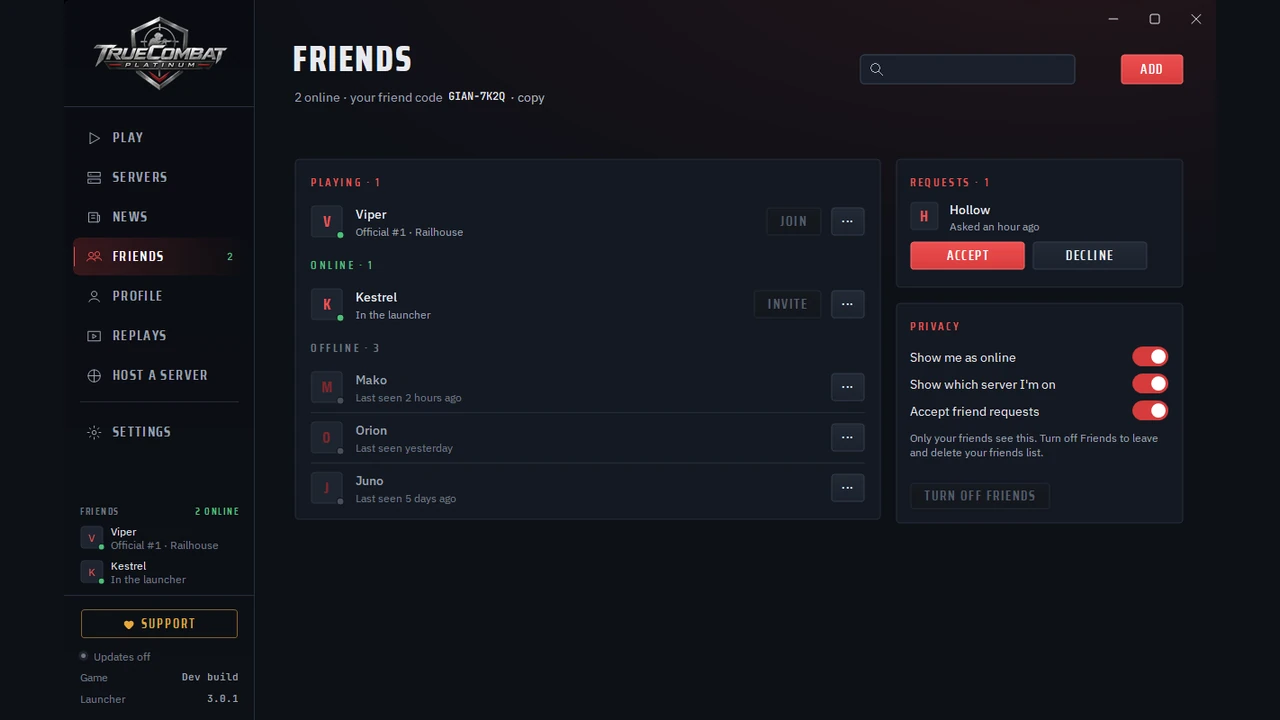 TRUECOMBAT
PLATINUM
PLAY
SERVERS
NEWS
FRIENDS 2
PROFILE
REPLAYS
HOST A SERVER
SETTINGS
FRIENDS 2 ONLINE
V Viper
Official #1 · Railhouse
K Kestrel
In the launcher
SUPPORT
Updates off
Game Dev build
Launcher 3.0.1
FRIENDS
2 online · your friend code GIAN-7K2Q · copy
ADD
PLAYING · 1
V Viper
Official #1 · Railhouse
JOIN ...
ONLINE · 1
K Kestrel
In the launcher
INVITE ...
OFFLINE · 3
M Mako
Last seen 2 hours ago
...
O Orion
Last seen yesterday
...
J Juno
Last seen 5 days ago
...
REQUESTS · 1
H Hollow
Asked an hour ago
ACCEPT DECLINE
PRIVACY
Show me as online
Show which server I'm on
Accept friend requests
Only your friends see this. Turn off Friends to leave
and delete your friends list.
TURN OFF FRIENDS